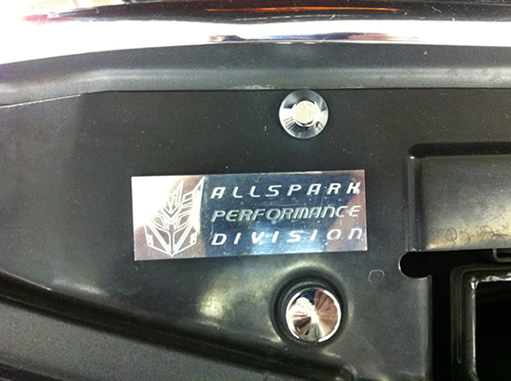 ALLSPARK
PERFORMANCE
DIVISION